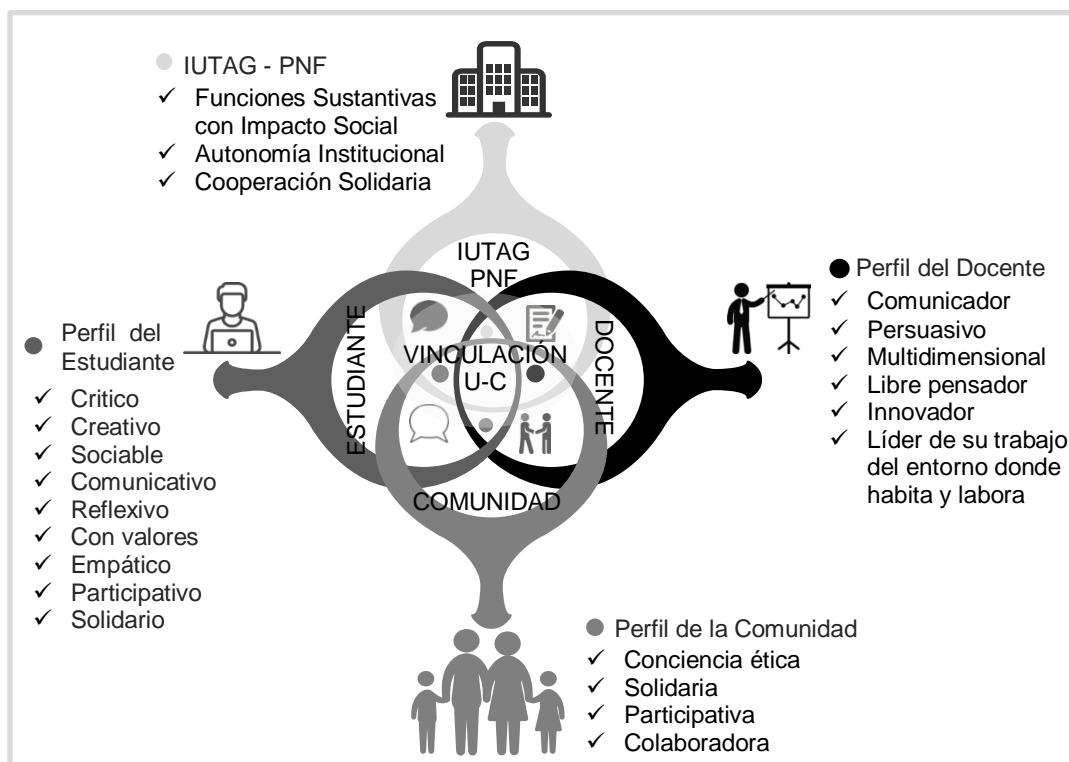 IUTAG - PNF
✓ Funciones Sustantivas
con Impacto Social
✓ Autonomía Institucional
✓ Cooperación Solidaria
IUTAG
PNF
ESTUDIANTE
VINCULACIÓN
U-C
DOCENTE
COMUNIDAD
Perfil del
Estudiante
✓ Critico
✓ Creativo
✓ Sociable
✓ Comunicativo
✓ Reflexivo
✓ Con valores
✓ Empático
✓ Participativo
✓ Solidario
Perfil del Docente
✓ Comunicador
✓ Persuasivo
✓ Multidimensional
✓ Libre pensador
✓ Innovador
✓ Líder de su trabajo
del entorno donde
habita y labora
Perfil de la Comunidad
✓ Conciencia ética
✓ Solidaria
✓ Participativa
✓ Colaboradora